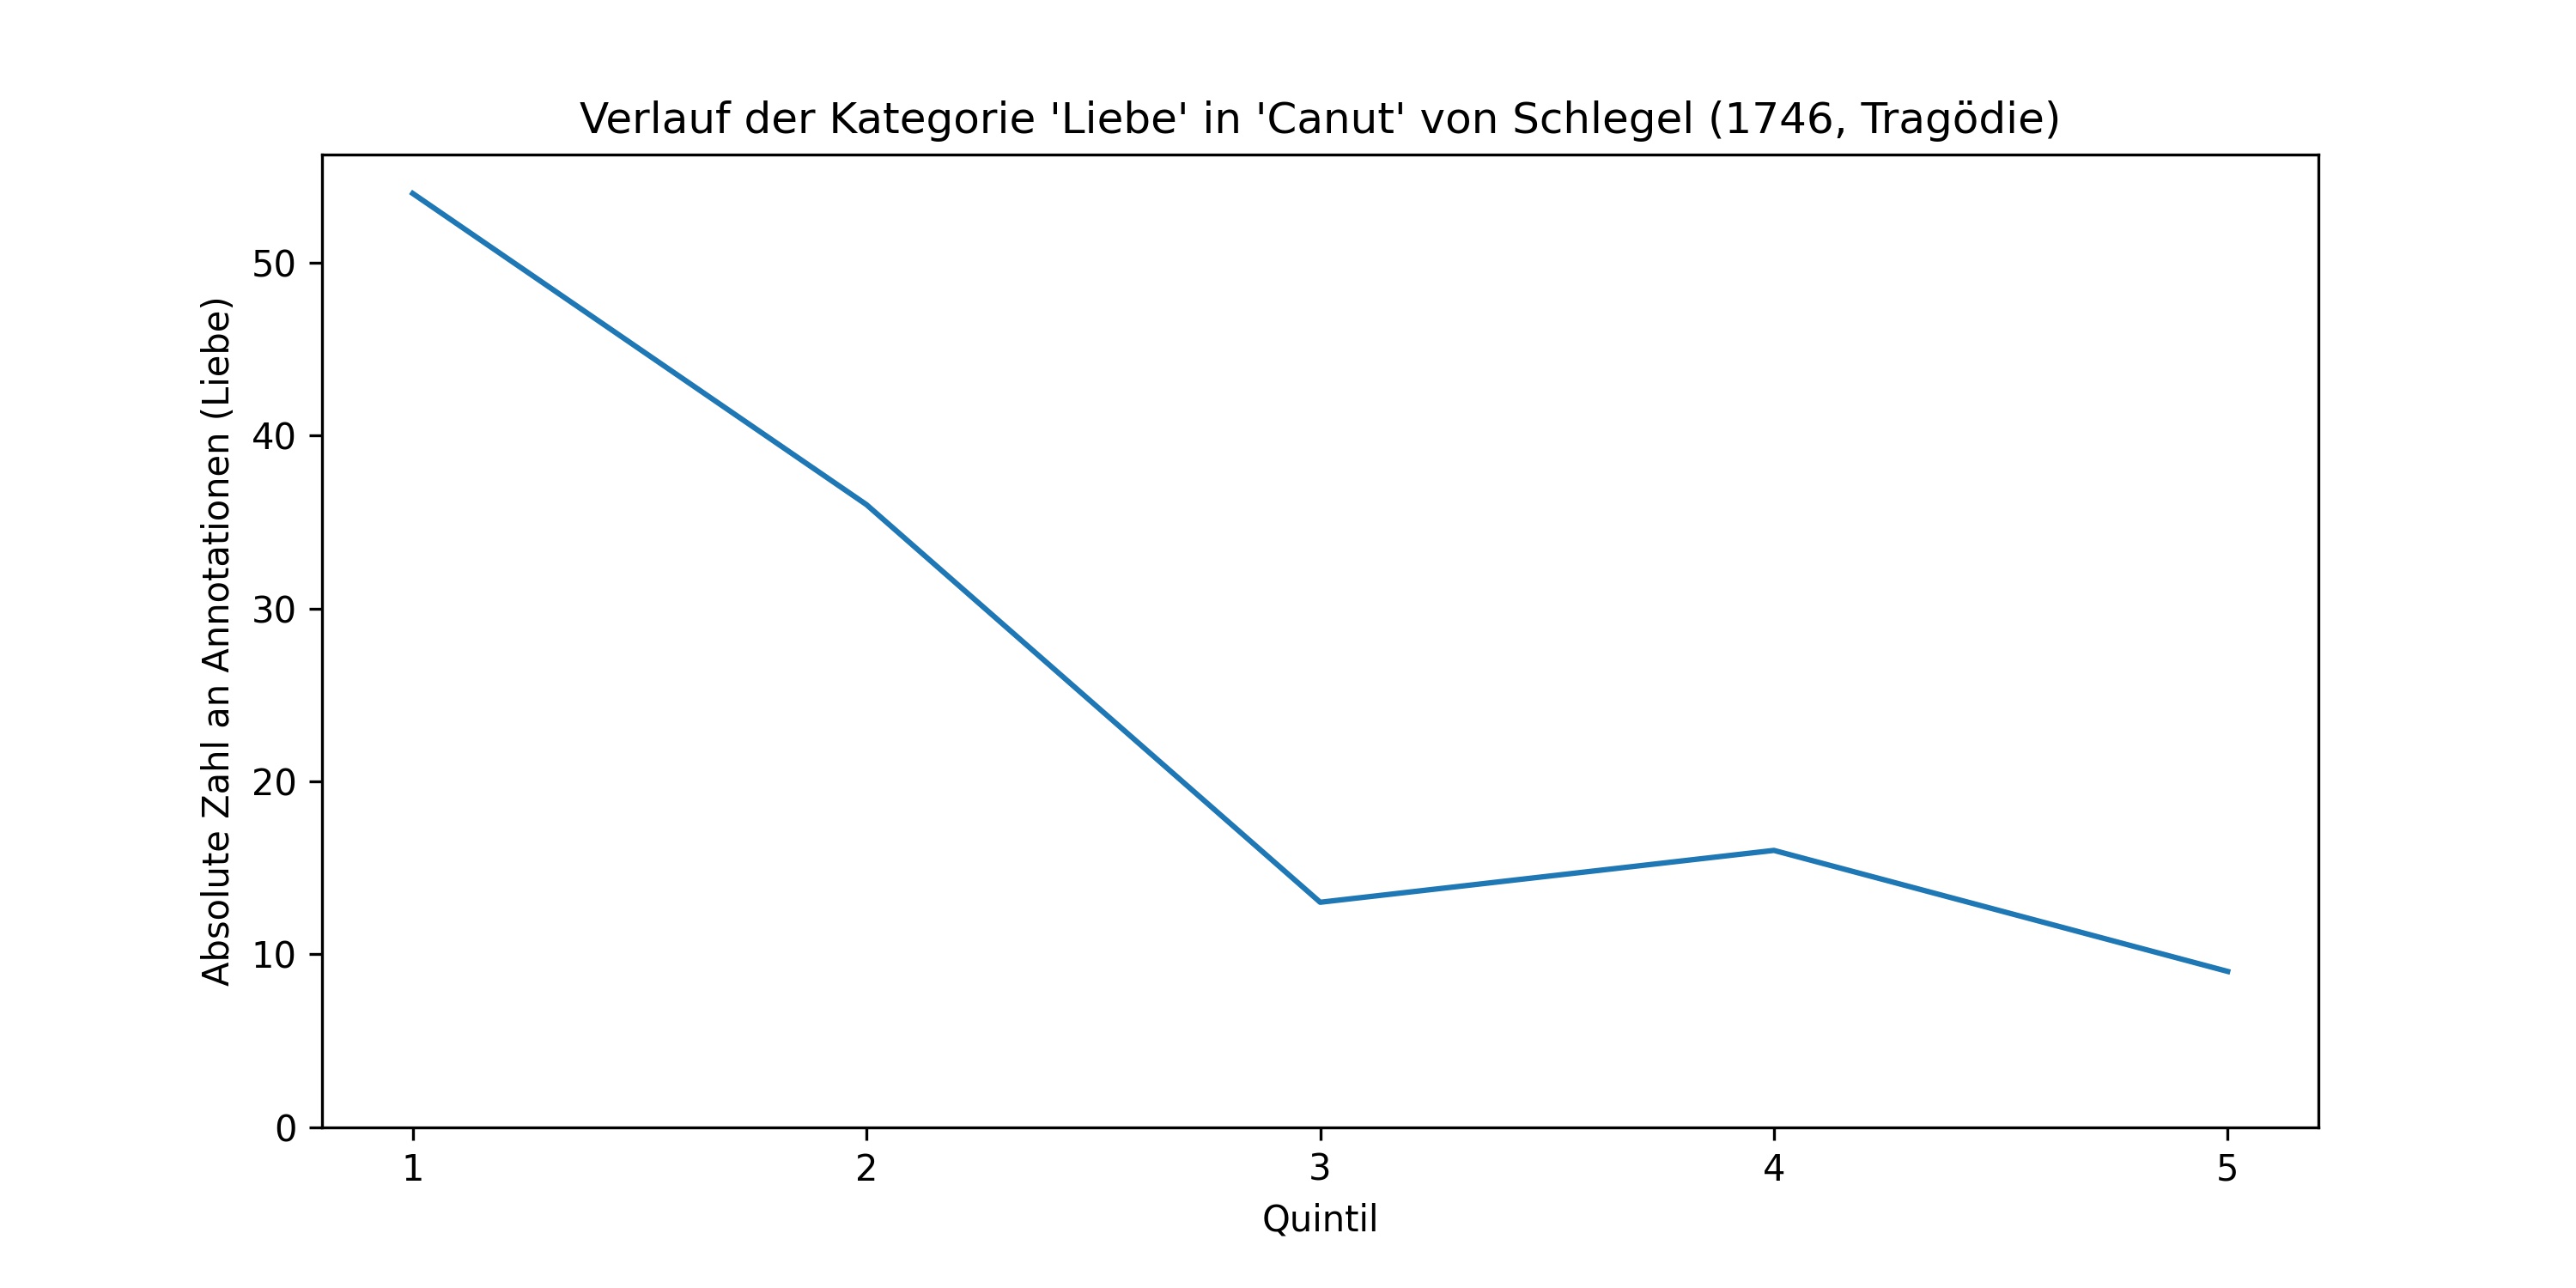 Verlauf der Kategorie 'Liebe' in 'Canut' von Schlegel (1746, Tragödie)
Absolute Zahl an Annotationen (Liebe)
50
40
30
20
10
0
1 2 3 4 5
Quintil